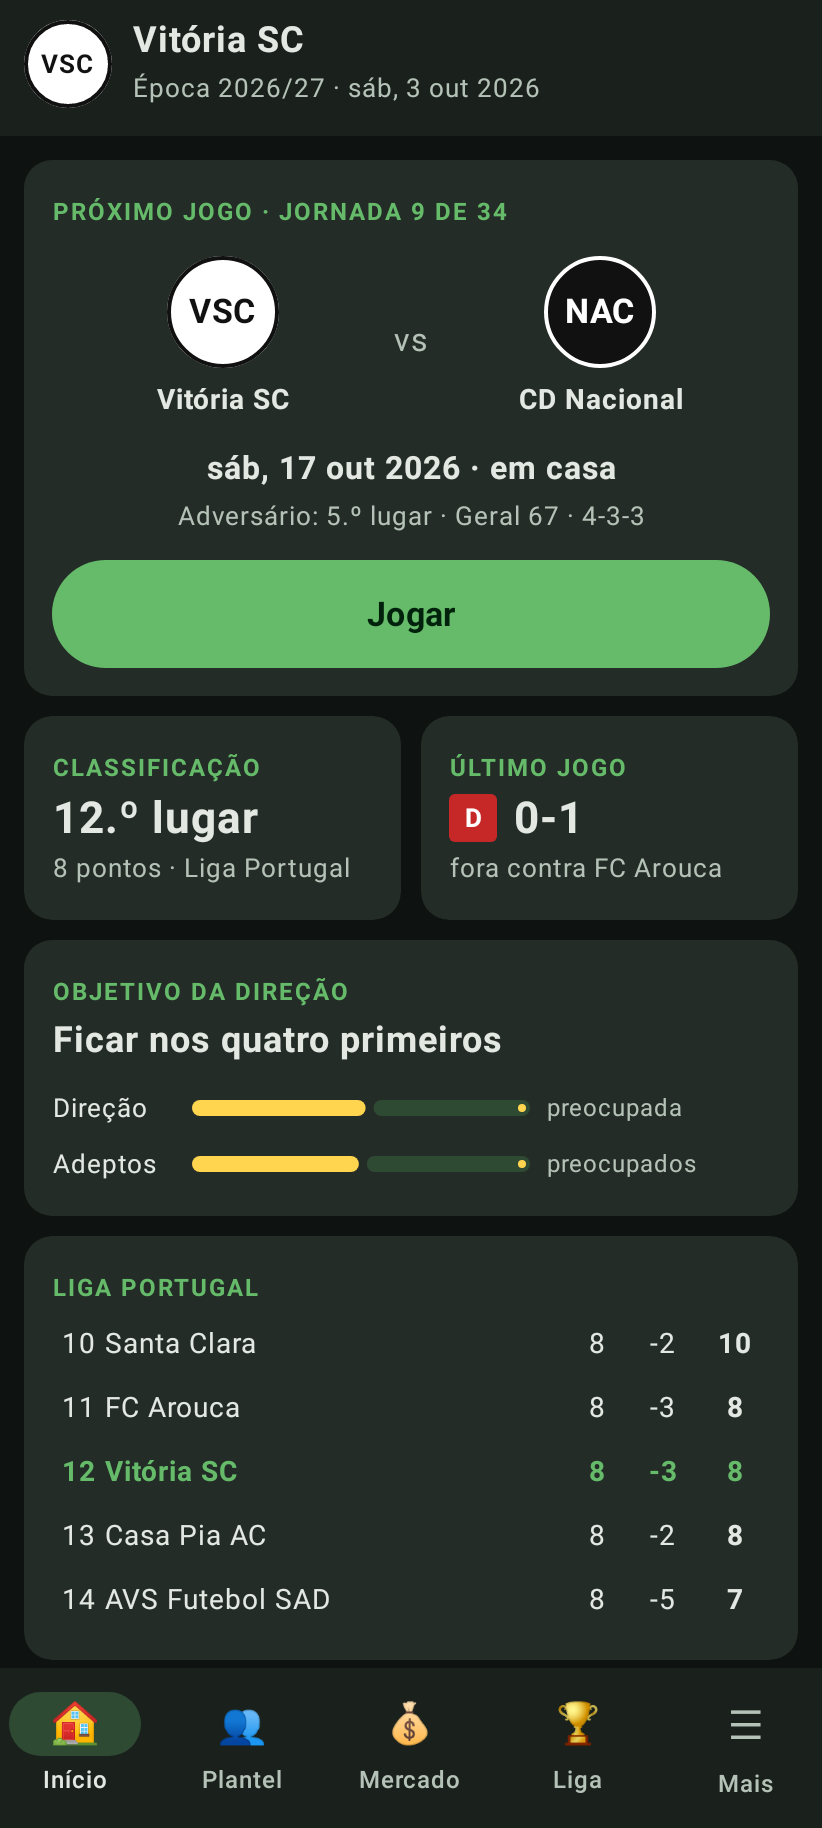 VSC
Vitória SC
Época 2026/27 · sáb, 3 out 2026
PRÓXIMO JOGO · JORNADA 9 DE 34
VSC
vs
NAC
Vitória SC
CD Nacional
sáb, 17 out 2026 · em casa
Adversário: 5.º lugar · Geral 67 · 4-3-3
Jogar
CLASSIFICAÇÃO
12.º lugar
8 pontos · Liga Portugal
ÚLTIMO JOGO
D 0-1
fora contra FC Arouca
OBJETIVO DA DIREÇÃO
Ficar nos quatro primeiros
Direção preocupada
Adeptos preocupados
LIGA PORTUGAL
10 Santa Clara 8 -2 10
11 FC Arouca 8 -3 8
12 Vitória SC 8 -3 8
13 Casa Pia AC 8 -2 8
14 AVS Futebol SAD 8 -5 7
Início
Plantel
Mercado
Liga
Mais